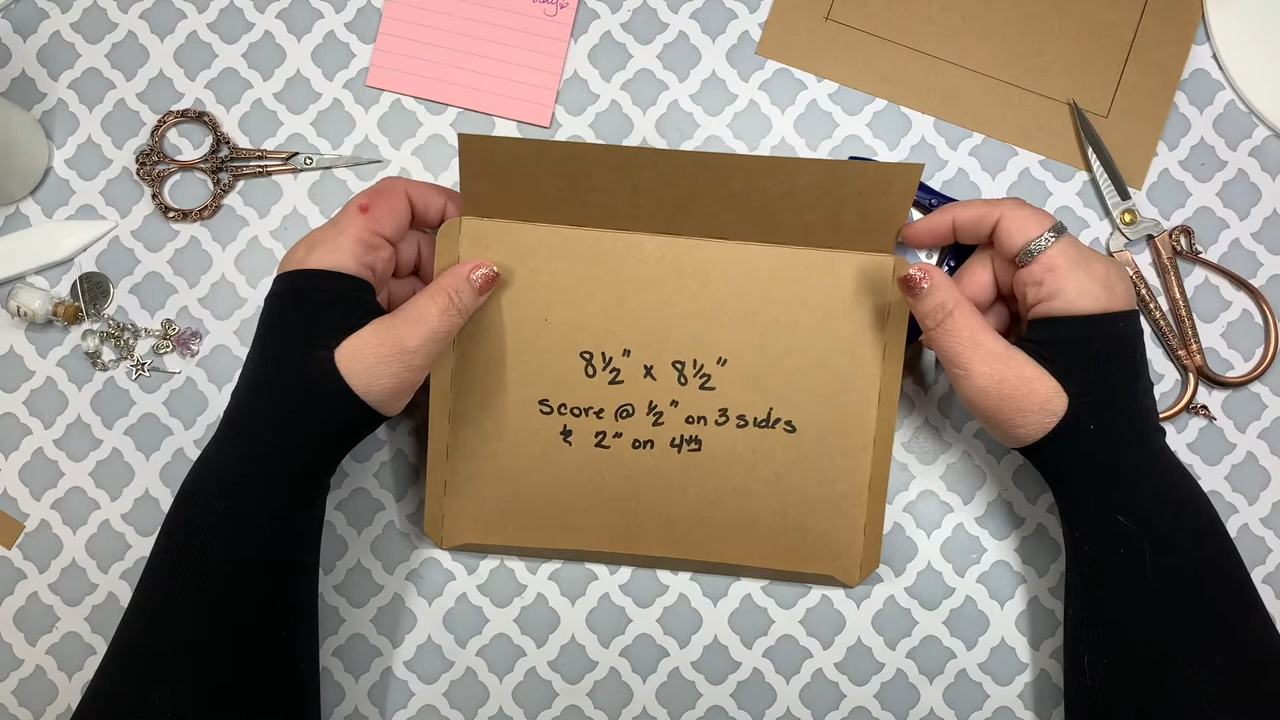 8½" x 8½"
Score @ ½" on 3 sides
& 2" on 4th